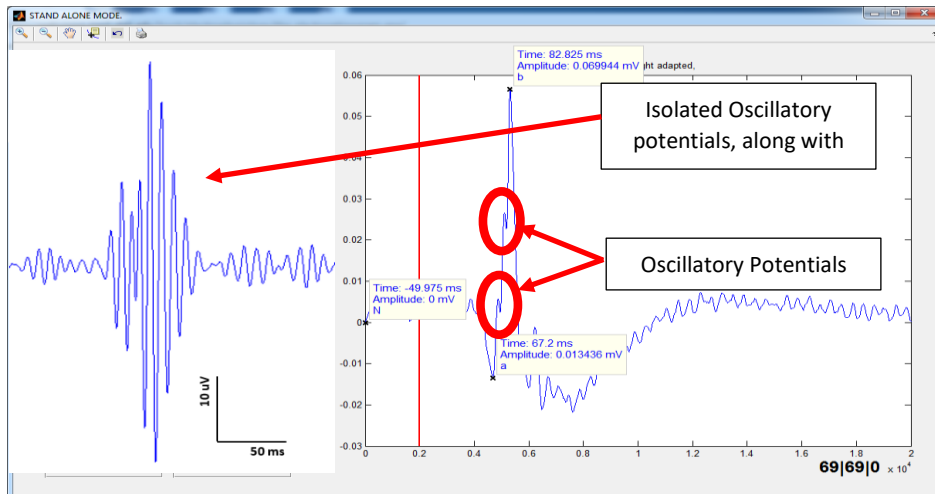 STAND ALONE MODE.
Time: 82.825 ms
Amplitude: 0.069944 mV
b
ght adapted,
Isolated Oscillatory
potentials, along with
Oscillatory Potentials
Time: -49.975 ms
Amplitude: 0 mV
N
Time: 67.2 ms
Amplitude: 0.013436 mV
a
10 uV
50 ms
0.06
0.05
0.04
0.03
0.02
0.01
0
-0.01
-0.02
-0.03
0 0.2 0.4 0.6 0.8 1 1.2 1.4 1.6 1.8 2
69|69|0 × 10⁴